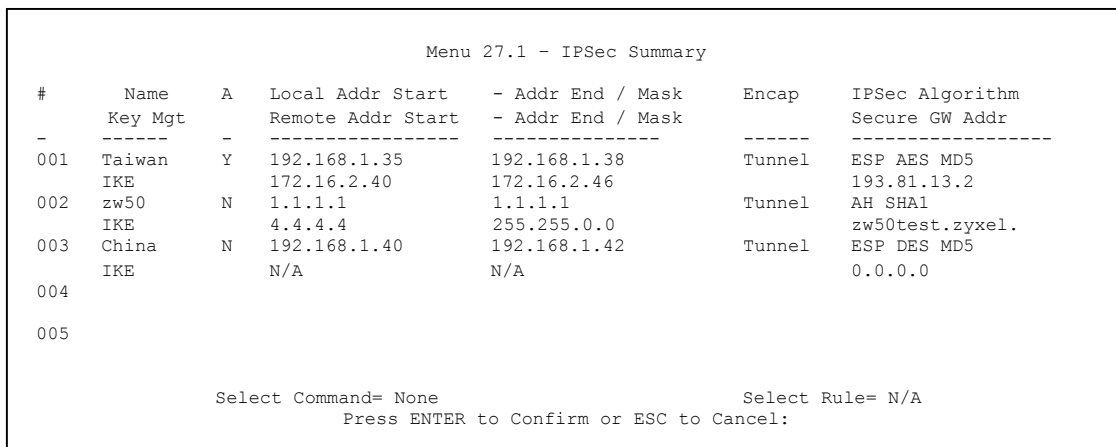 Menu 27.1 – IPSec Summary
# Name A Local Addr Start - Addr End / Mask Encap IPSec Algorithm
Key Mgt Remote Addr Start - Addr End / Mask Secure GW Addr
- ------ - ----------------- --------------- ------ ------------------
001 Taiwan Y 192.168.1.35 192.168.1.38 Tunnel ESP AES MD5
IKE 172.16.2.40 172.16.2.46 193.81.13.2
002 zw50 N 1.1.1.1 1.1.1.1 Tunnel AH SHA1
IKE 4.4.4.4 255.255.0.0 zw50test.zyxel.
003 China N 192.168.1.40 192.168.1.42 Tunnel ESP DES MD5
IKE N/A N/A 0.0.0.0
004
005
Select Command= None Select Rule= N/A
Press ENTER to Confirm or ESC to Cancel: